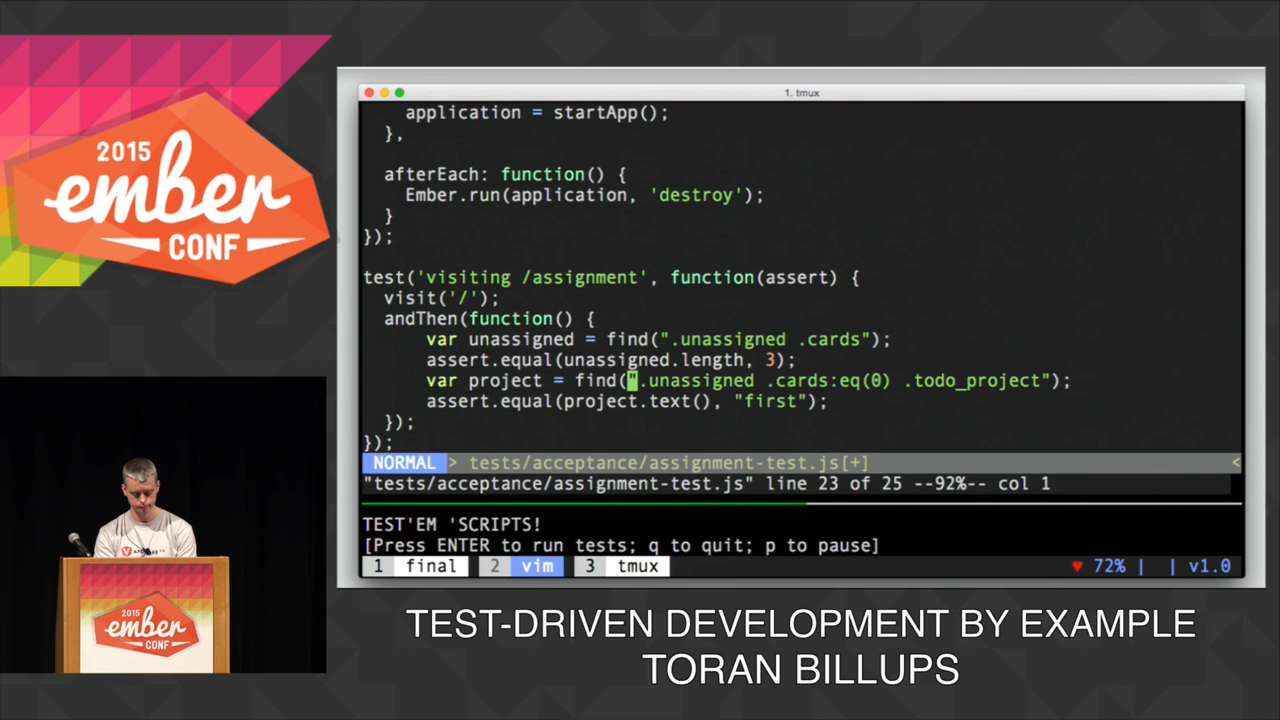 2015
ember
CONF
1. tmux
application = startApp();
},
afterEach: function() {
Ember.run(application, 'destroy');
}
});
test('visiting /assignment', function(assert) {
visit('/');
andThen(function() {
var unassigned = find(".unassigned .cards");
assert.equal(unassigned.length, 3);
var project = find(".unassigned .cards:eq(0) .todo_project");
assert.equal(project.text(), "first");
});
});
NORMAL > tests/acceptance/assignment-test.js[+] <
"tests/acceptance/assignment-test.js" line 23 of 25 --92%-- col 1
TEST'EM 'SCRIPTS!
[Press ENTER to run tests; q to quit; p to pause]
1 final 2 vim 3 tmux ♥ 72% | | v1.0
2015
ember
CONF
TEST-DRIVEN DEVELOPMENT BY EXAMPLE
TORAN BILLUPS